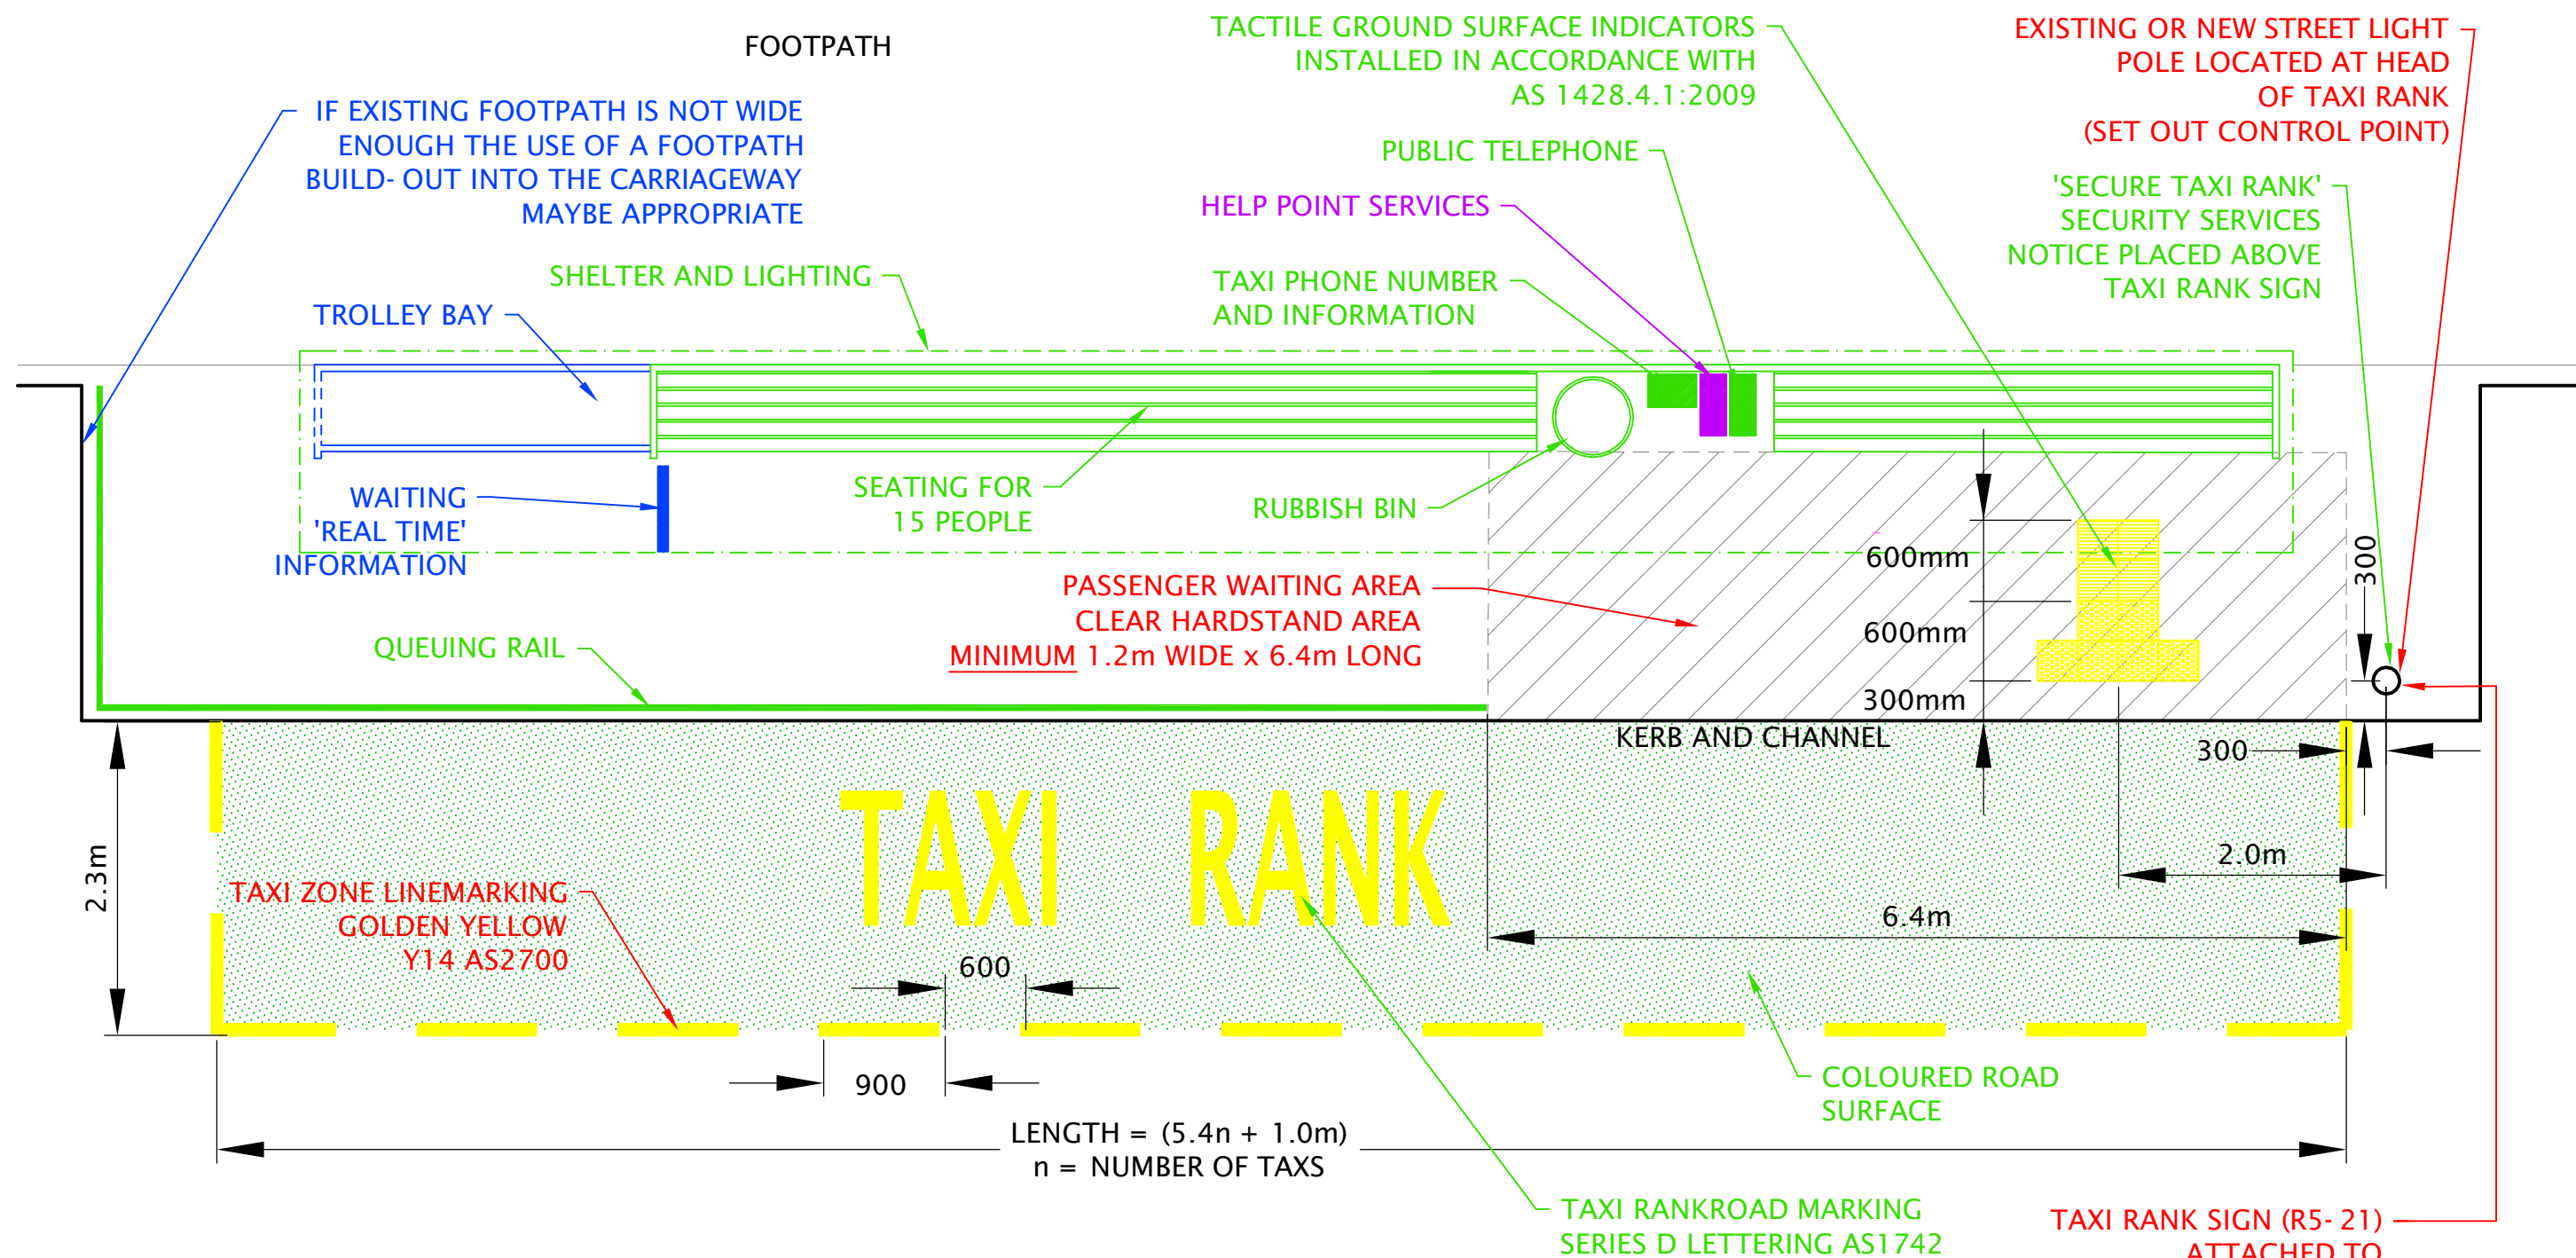 FOOTPATH
TACTILE GROUND SURFACE INDICATORS
INSTALLED IN ACCORDANCE WITH
AS 1428.4.1:2009
EXISTING OR NEW STREET LIGHT
POLE LOCATED AT HEAD
OF TAXI RANK
(SET OUT CONTROL POINT)
IF EXISTING FOOTPATH IS NOT WIDE
ENOUGH THE USE OF A FOOTPATH
BUILD- OUT INTO THE CARRIAGEWAY
MAYBE APPROPRIATE
PUBLIC TELEPHONE
HELP POINT SERVICES
'SECURE TAXI RANK'
SECURITY SERVICES
NOTICE PLACED ABOVE
TAXI RANK SIGN
SHELTER AND LIGHTING
TAXI PHONE NUMBER
AND INFORMATION
TROLLEY BAY
WAITING
'REAL TIME'
INFORMATION
SEATING FOR
15 PEOPLE
RUBBISH BIN
600mm
300
PASSENGER WAITING AREA
CLEAR HARDSTAND AREA
MINIMUM 1.2m WIDE x 6.4m LONG
600mm
QUEUING RAIL
300mm
KERB AND CHANNEL
300
TAXI RANK
2.3m
2.0m
TAXI ZONE LINEMARKING
GOLDEN YELLOW
Y14 AS2700
6.4m
600
900
COLOURED ROAD
SURFACE
LENGTH = (5.4n + 1.0m)
n = NUMBER OF TAXS
TAXI RANKROAD MARKING
SERIES D LETTERING AS1742
TAXI RANK SIGN (R5- 21)
ATTACHED TO